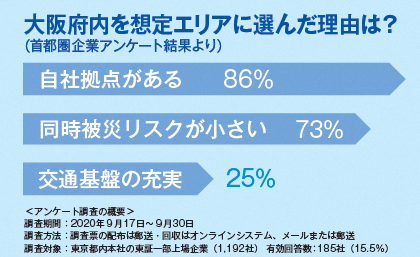 大阪府内を想定エリアに選んだ理由は？
（首都圏企業アンケート結果より）
自社拠点がある 86%
同時被災リスクが小さい 73%
交通基盤の充実 25%
＜アンケート調査の概要＞
調査期間：2020年9月17日～9月30日
調査方法：調査票の配布は郵送・回収はオンラインシステム、メールまたは郵送
調査対象：東京都内本社の東証一部上場企業（1,192社） 有効回答数：185社（15.5%）